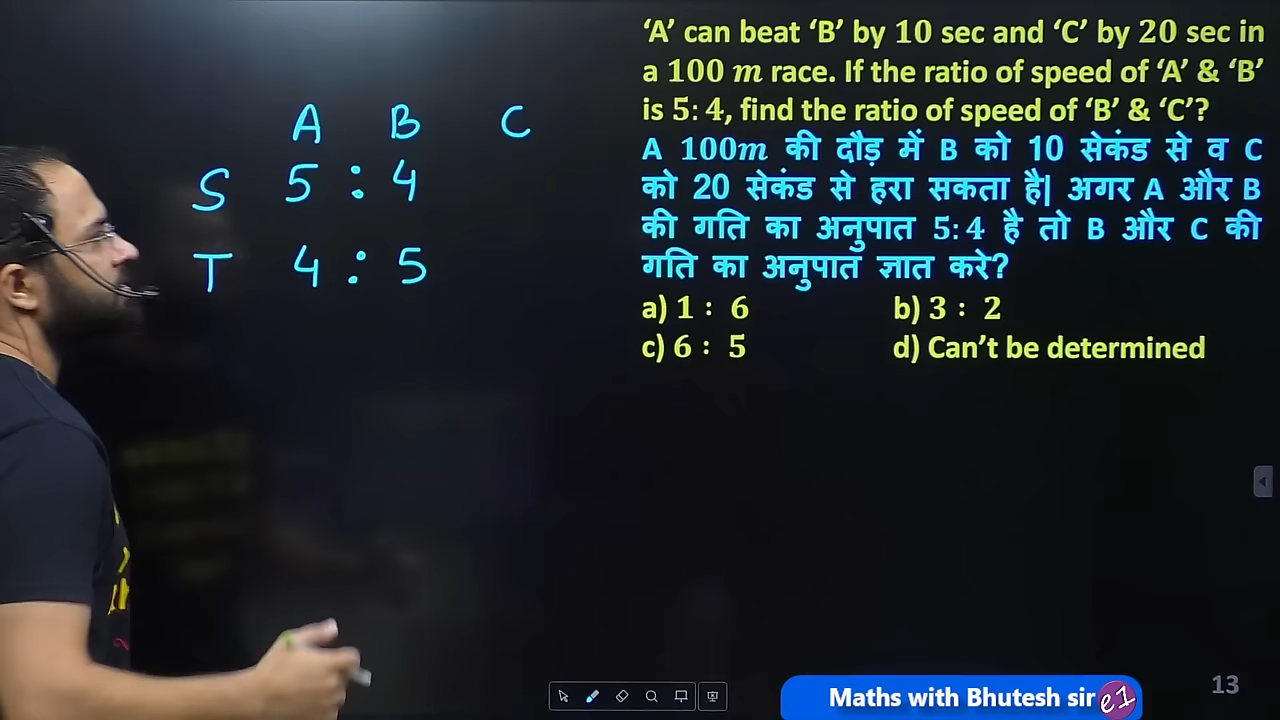 ‘A’ can beat ‘B’ by 10 sec and ‘C’ by 20 sec in
a 100 m race. If the ratio of speed of ‘A’ & ‘B’
is 5: 4, find the ratio of speed of ‘B’ & ‘C’?
A 100m की दौड़ में B को 10 सेकंड से व C
को 20 सेकंड से हरा सकता है| अगर A और B
की गति का अनुपात 5: 4 है तो B और C की
गति का अनुपात ज्ञात करे?
a) 1 : 6 b) 3 : 2
c) 6 : 5 d) Can’t be determined
A B C
S 5 : 4
T 4 : 5
Maths with Bhutesh sir e1
13